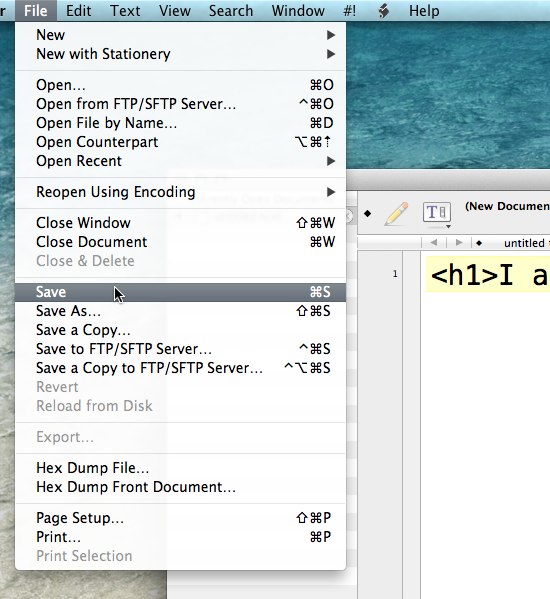 r File Edit Text View Search Window #! Help
New ▶
New with Stationery ▶
Open... ⌘O
Open from FTP/SFTP Server... ^⌘O
Open File by Name... ⌘D
Open Counterpart ⌥⌘⇡
Open Recent ▶
Reopen Using Encoding ▶
Close Window ⇧⌘W
Close Document ⌘W
Close & Delete
Save ⌘S
Save As... ⇧⌘S
Save a Copy...
Save to FTP/SFTP Server... ^⌘S
Save a Copy to FTP/SFTP Server... ^⌥⌘S
Revert
Reload from Disk
Export...
Hex Dump File...
Hex Dump Front Document...
Page Setup... ⇧⌘P
Print... ⌘P
Print Selection
T
(New Documen
untitled t
1 <h1>I a